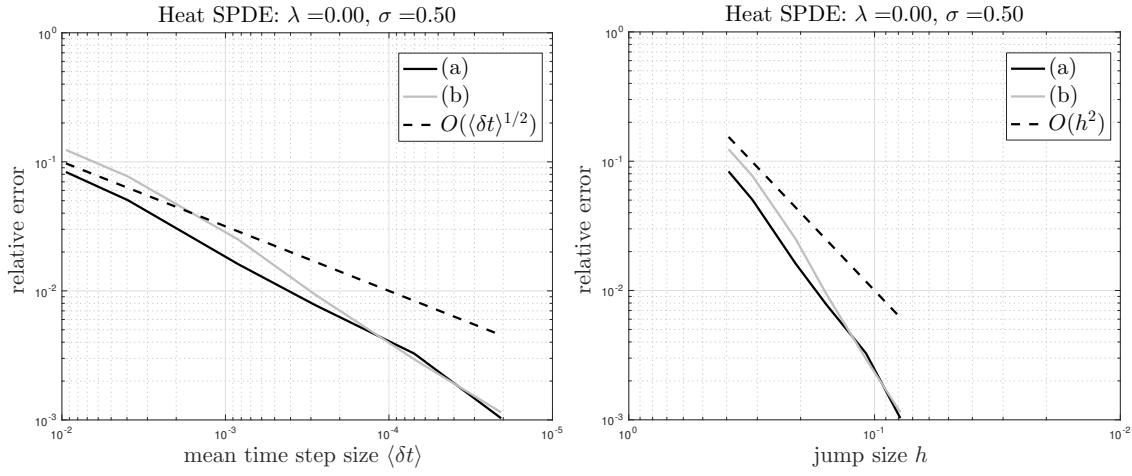 Heat SPDE: λ =0.00, σ =0.50
10^0
10^-1
10^-2
10^-3
relative error
(a)
(b)
O(⟨δt⟩^{1/2})
10^-2
10^-3
10^-4
10^-5
mean time step size ⟨δt⟩
Heat SPDE: λ =0.00, σ =0.50
10^0
10^-1
10^-2
10^-3
relative error
(a)
(b)
O(h^2)
10^0
10^-1
10^-2
jump size h